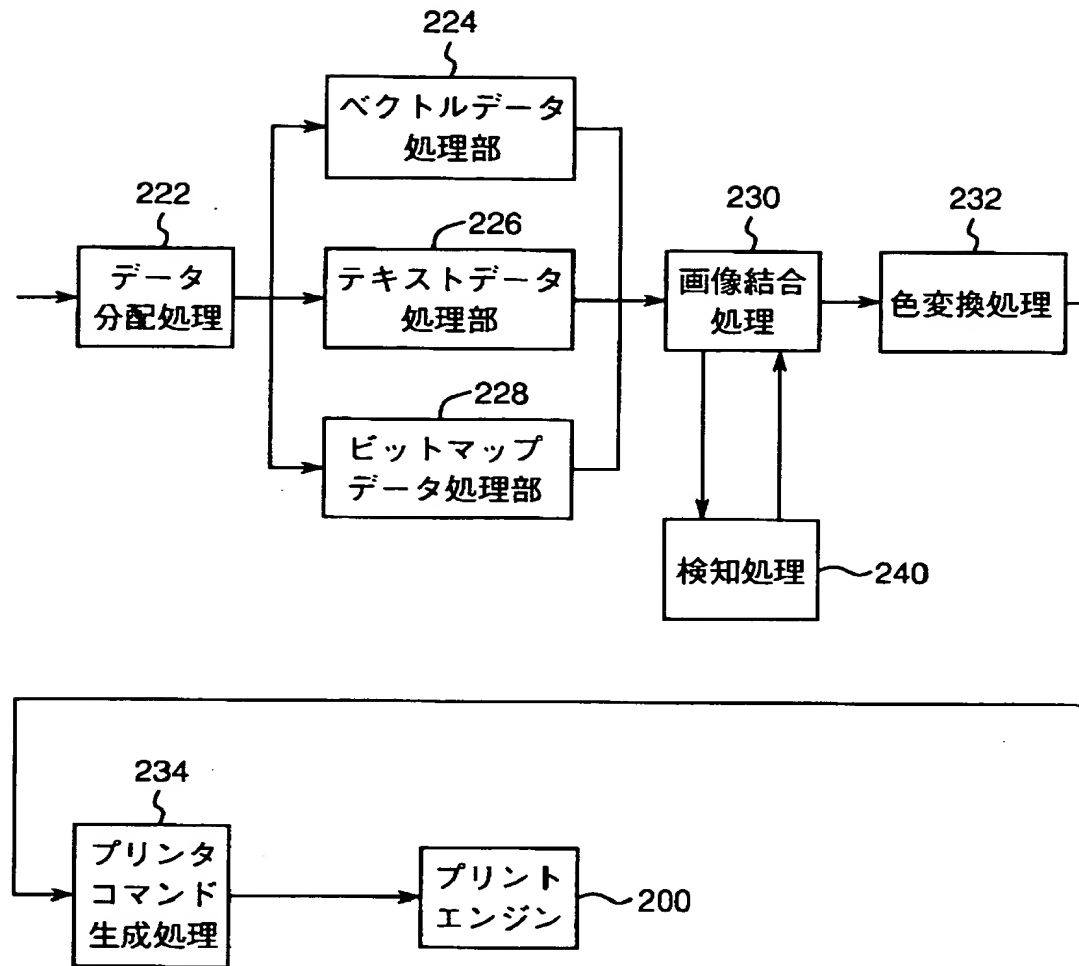 224
ベクトルデータ
処理部
222
データ
分配処理
226
テキストデータ
処理部
228
ビットマップ
データ処理部
230
画像結合
処理
232
色変換処理
検知処理
240
234
プリンタ
コマンド
生成処理
プリント
エンジン
200